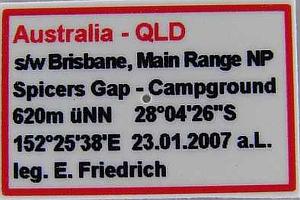 Australia - QLD
s/w Brisbane, Main Range NP
Spicers Gap - Campground
620m üNN 28°04'26"S
152°25'38'E 23.01.2007 a.L.
leg. E. Friedrich